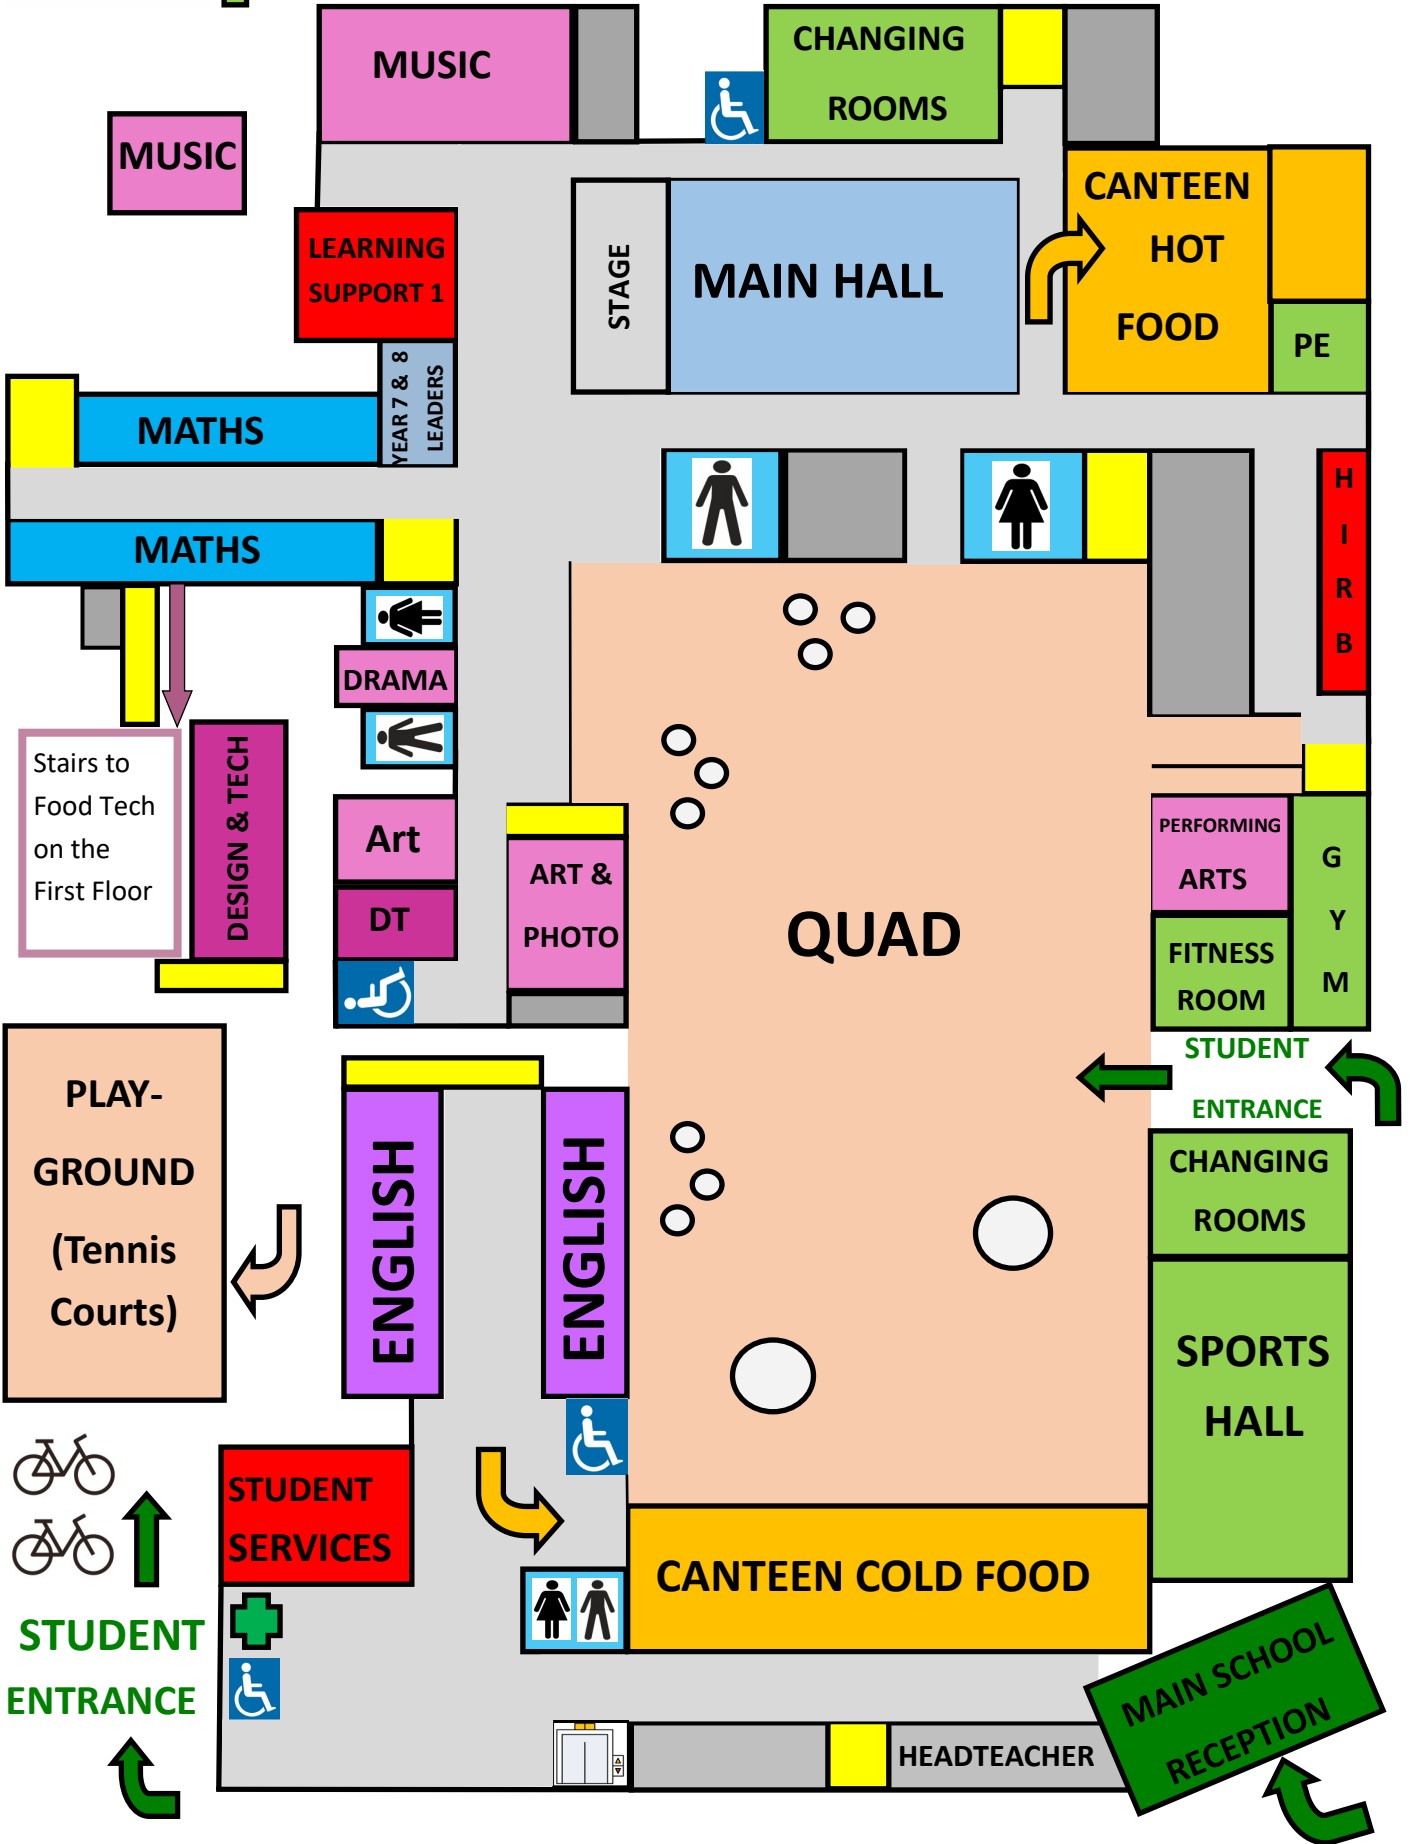 MUSIC
CHANGING
ROOMS
MUSIC
CANTEEN
HOT
FOOD
LEARNING
SUPPORT 1
STAGE
MAIN HALL
PE
YEAR 7 & 8
LEADERS
MATHS
H
I
R
B
MATHS
DRAMA
Stairs to
Food Tech
on the
First Floor
DESIGN & TECH
Art
DT
ART &
PHOTO
QUAD
PERFORMING
ARTS
G
Y
M
FITNESS
ROOM
STUDENT
ENTRANCE
PLAY-
GROUND
(Tennis
Courts)
ENGLISH
ENGLISH
CHANGING
ROOMS
SPORTS
HALL
STUDENT
SERVICES
CANTEEN COLD FOOD
STUDENT
ENTRANCE
MAIN SCHOOL
RECEPTION
HEADTEACHER